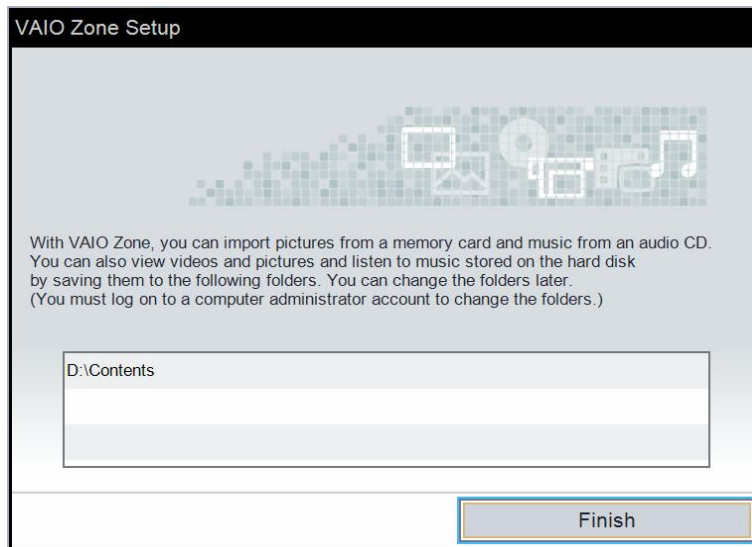 VAIO Zone Setup
With VAIO Zone, you can import pictures from a memory card and music from an audio CD.
You can also view videos and pictures and listen to music stored on the hard disk
by saving them to the following folders. You can change the folders later.
(You must log on to a computer administrator account to change the folders.)
D:\Contents
Finish